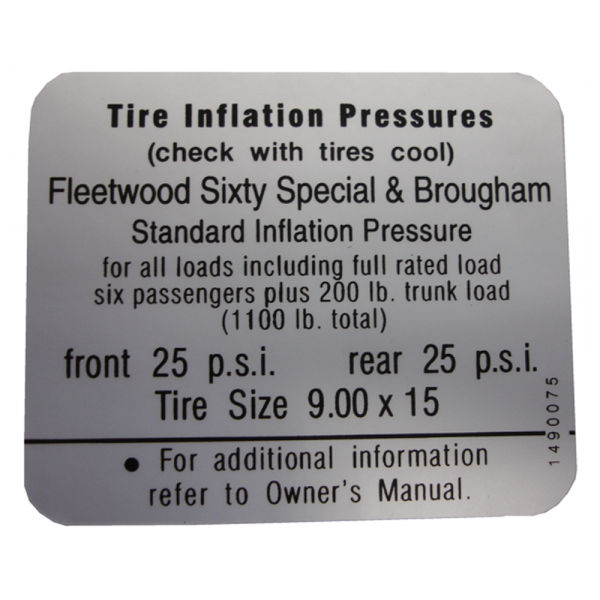 Tire Inflation Pressures
(check with tires cool)
Fleetwood Sixty Special & Brougham
Standard Inflation Pressure
for all loads including full rated load
six passengers plus 200 lb. trunk load
(1100 lb. total)
front 25 p.s.i. rear 25 p.s.i.
Tire Size 9.00 x 15
1490075
• For additional information
refer to Owner's Manual.